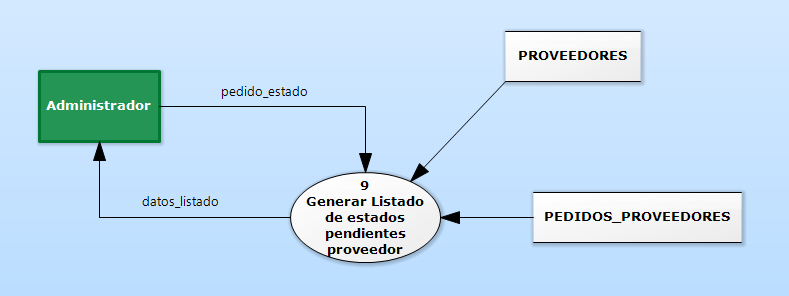 PROVEEDORES
Administrador
pedido_estado
9
Generar Listado
de estados
pendientes
proveedor
datos_listado
PEDIDOS_PROVEEDORES